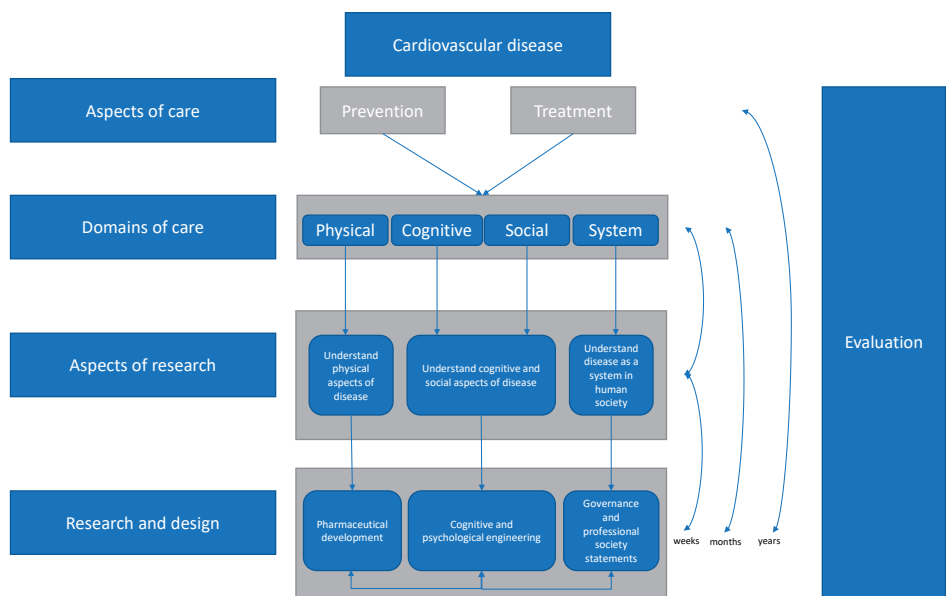 Cardiovascular disease
Aspects of care
Prevention
Treatment
Domains of care
Physical
Cognitive
Social
System
Aspects of research
Understand
physical
aspects of
disease
Understand cognitive and
social aspects of disease
Understand
disease as a
system in
human
society
Evaluation
Research and design
Pharmaceutical
development
Cognitive and
psychological engineering
Governance
and
professional
society
statements
weeks
months
years